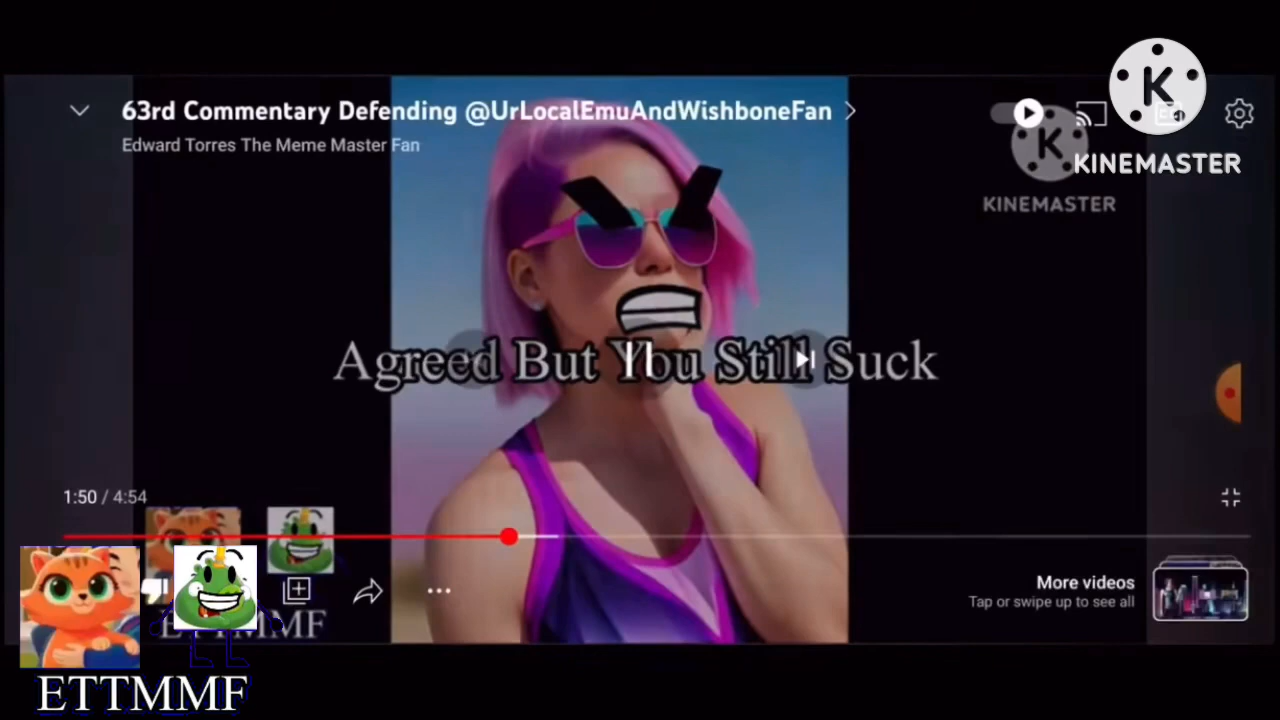 63rd Commentary Defending @UrLocalEmuAndWishboneFan
Edward Torres The Meme Master Fan
K
KINEMASTER
K
KINEMASTER
Agreed But You Still Suck
1:50 / 4:54
More videos
Tap or swipe up to see all
ETTMMF
ETTMMF